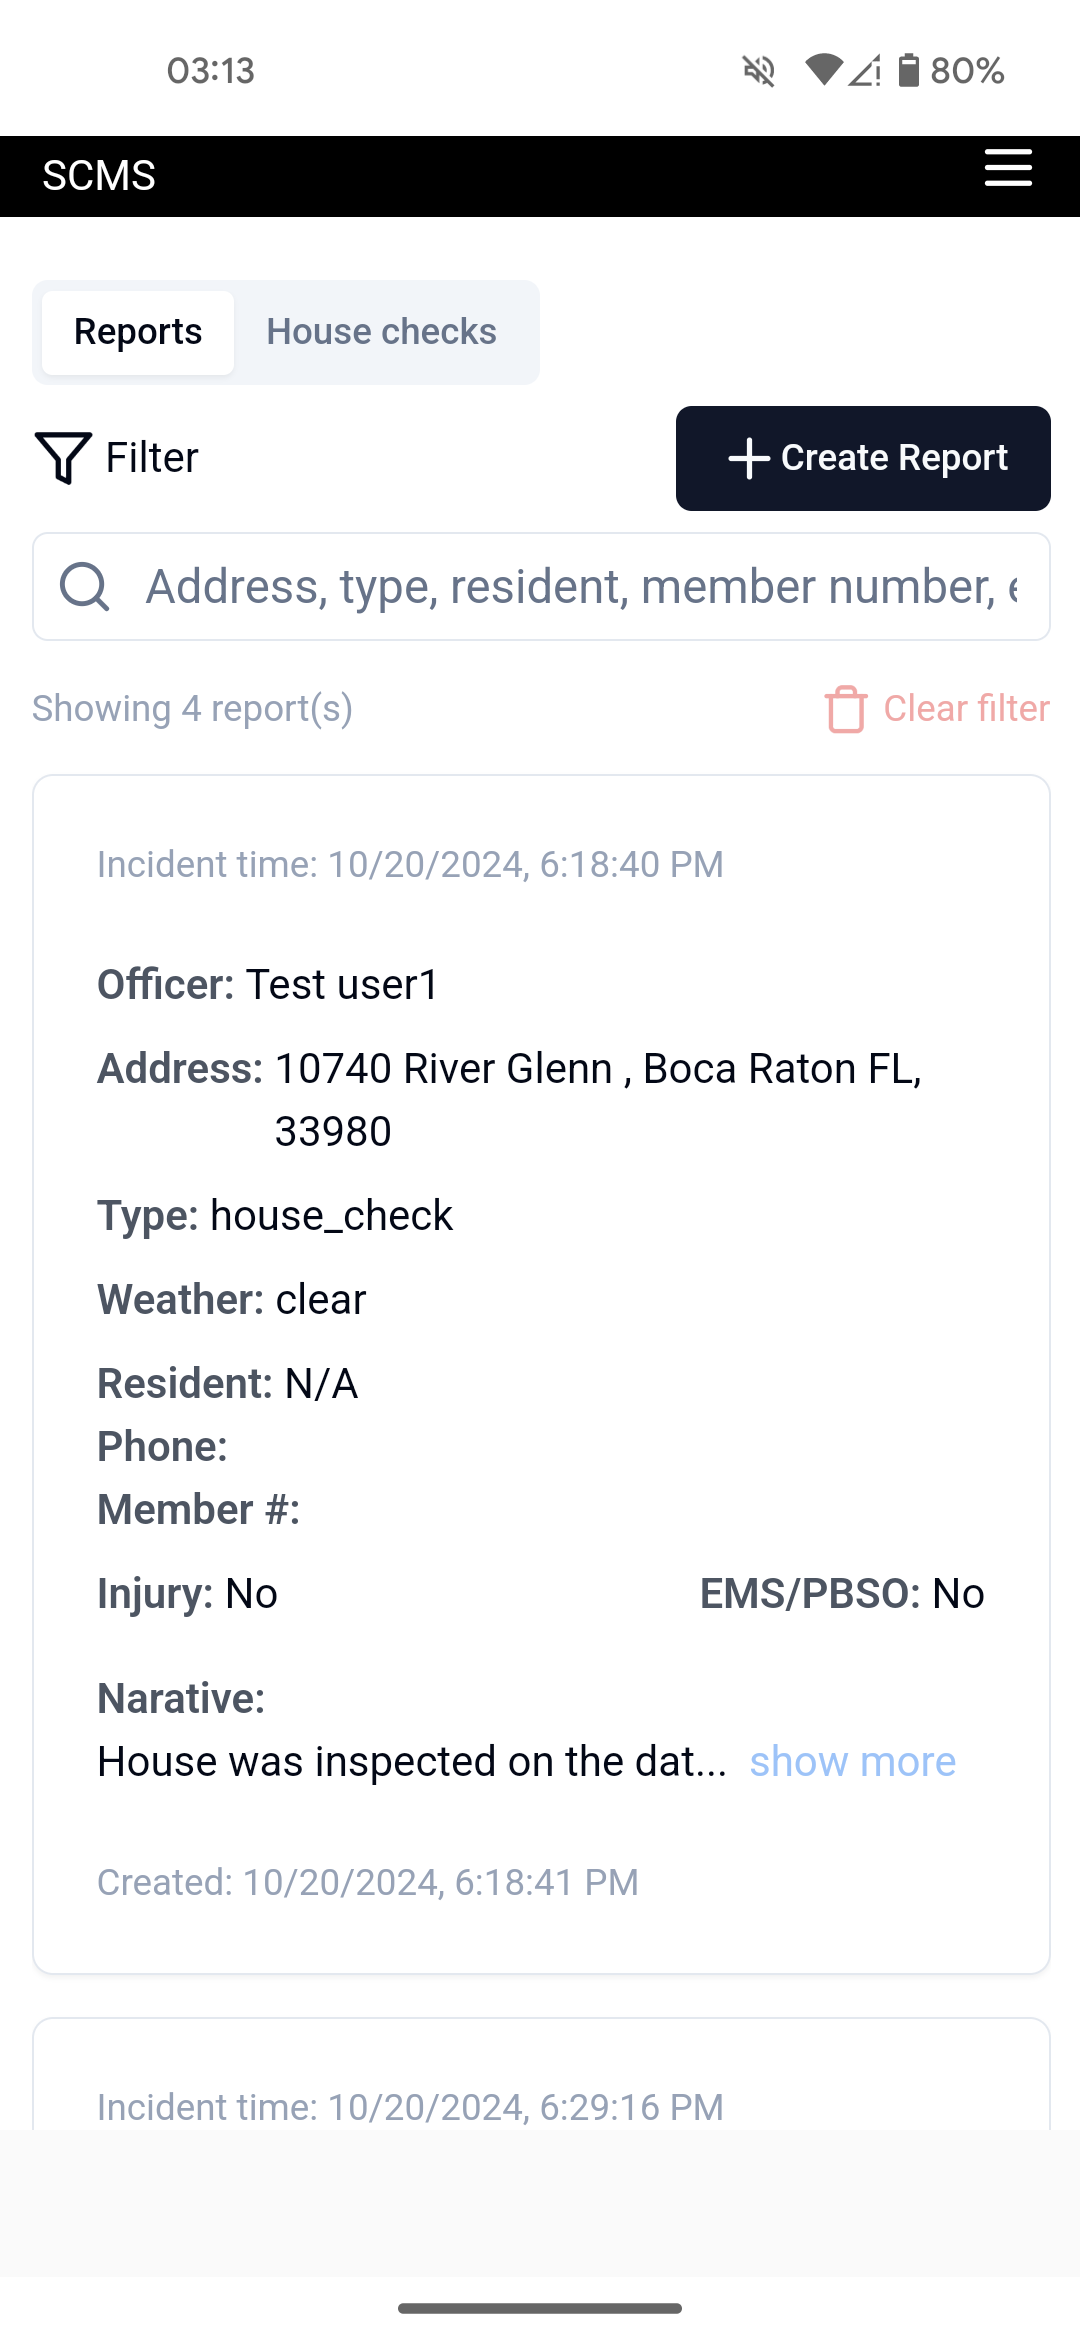 03:13
80%
SCMS
Reports
House checks
Filter
Create Report
Address, type, resident, member number,
Showing 4 report(s)
Clear filter
Incident time: 10/20/2024, 6:18:40 PM
Officer: Test user1
Address: 10740 River Glenn , Boca Raton FL,
33980
Type: house_check
Weather: clear
Resident: N/A
Phone:
Member #:
Injury: No
EMS/PBSO: No
Narative:
House was inspected on the dat... show more
Created: 10/20/2024, 6:18:41 PM
Incident time: 10/20/2024, 6:29:16 PM